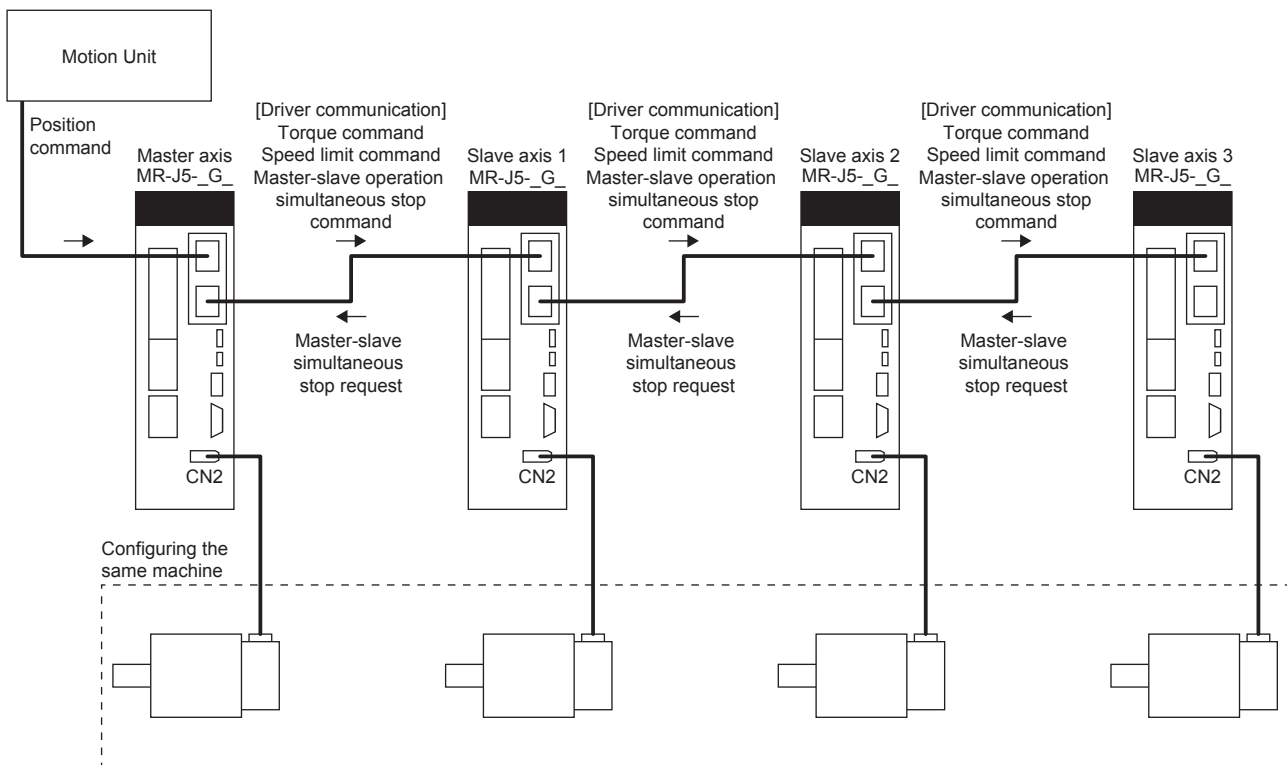 Motion Unit
Position
command
Master axis
MR-J5-_G_
[Driver communication]
Torque command
Speed limit command
Master-slave operation
simultaneous stop
command
Slave axis 1
MR-J5-_G_
[Driver communication]
Torque command
Speed limit command
Master-slave operation
simultaneous stop
command
Slave axis 2
MR-J5-_G_
[Driver communication]
Torque command
Speed limit command
Master-slave operation
simultaneous stop
command
Slave axis 3
MR-J5-_G_
Master-slave
simultaneous
stop request
Master-slave
simultaneous
stop request
Master-slave
simultaneous
stop request
CN2
CN2
CN2
CN2
Configuring the
same machine